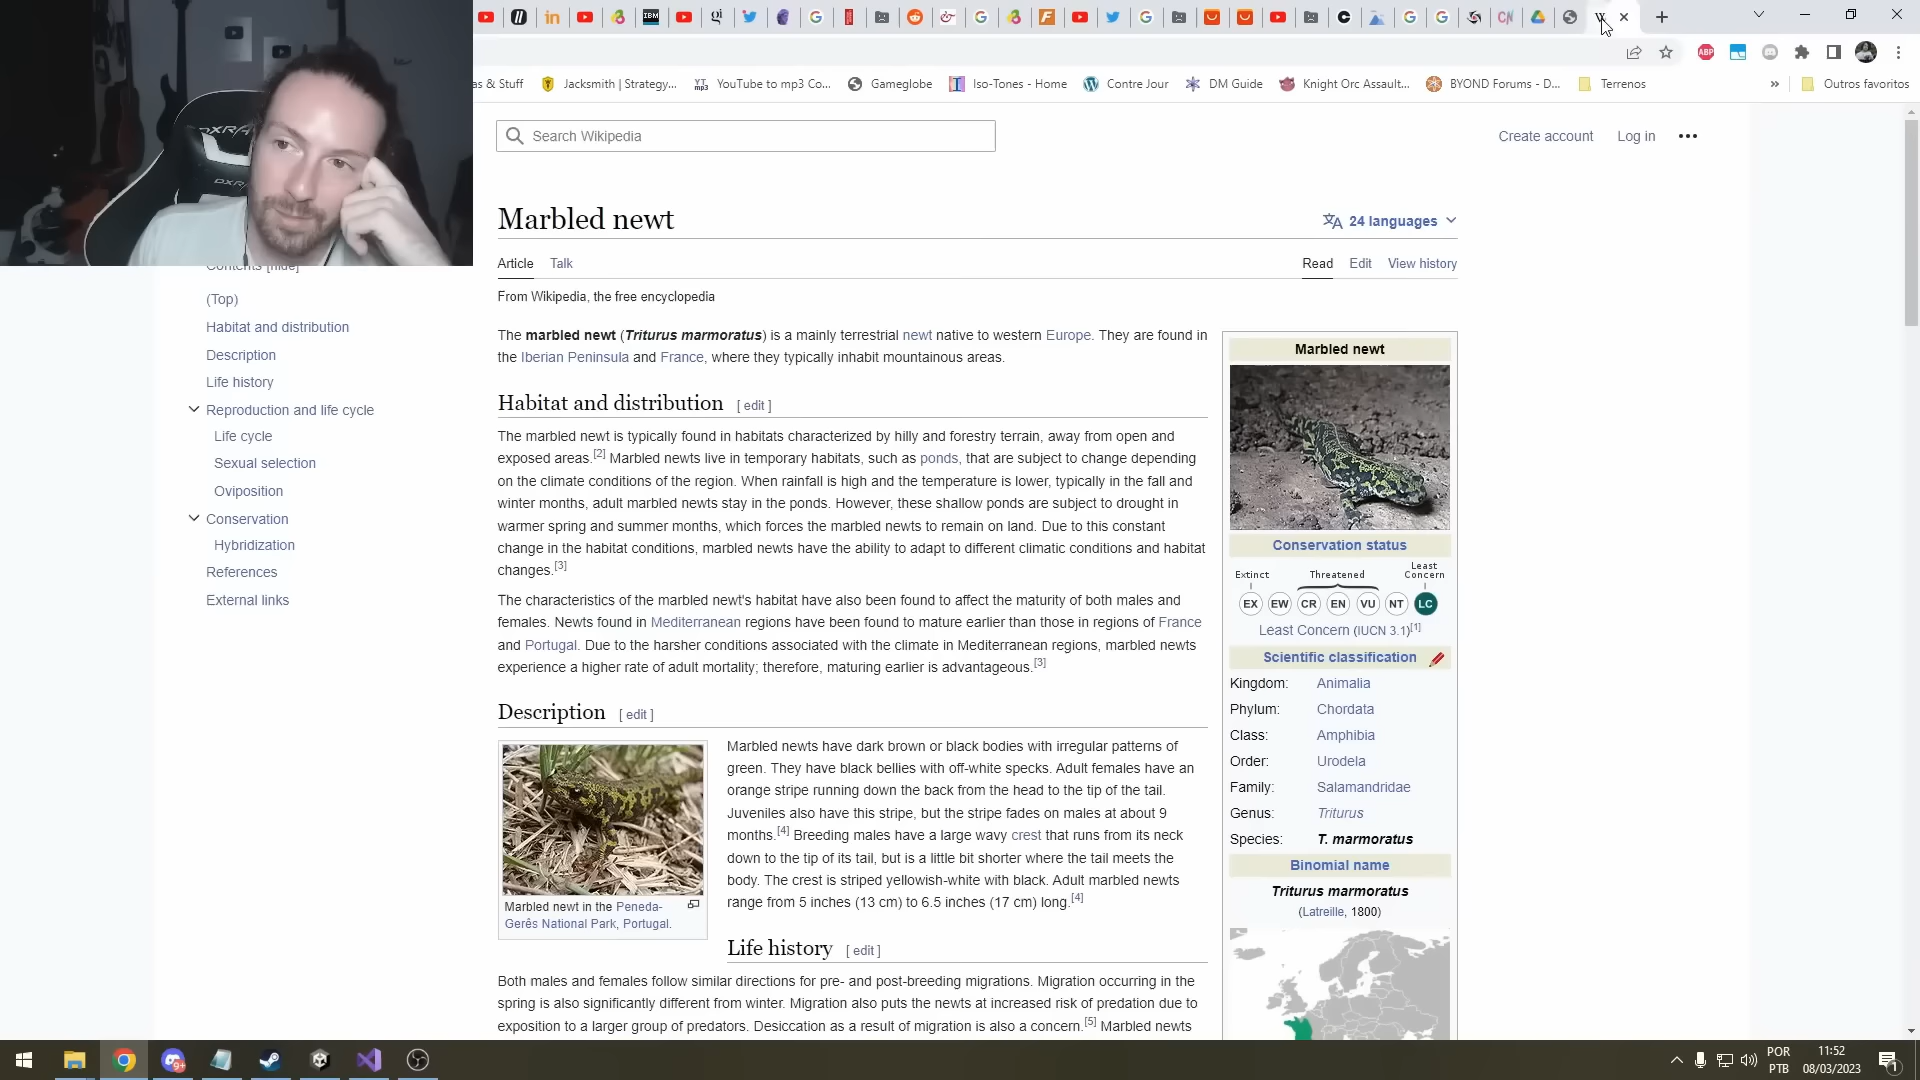 as & Stuff
Jacksmith | Strategy...
YouTube to mp3 Co...
Gameglobe
Iso-Tones - Home
Contre Jour
DM Guide
Knight Orc Assault...
BYOND Forums - D...
Terrenos
»
Outros favoritos
Search Wikipedia
Create account
Log in
Marbled newt
24 languages
Article
Talk
Read
Edit
View history
From Wikipedia, the free encyclopedia
Contents [hide]
(Top)
Habitat and distribution
Description
Life history
Reproduction and life cycle
Life cycle
Sexual selection
Oviposition
Conservation
Hybridization
References
External links
The marbled newt (Triturus marmoratus) is a mainly terrestrial newt native to western Europe. They are found in
the Iberian Peninsula and France, where they typically inhabit mountainous areas.
Habitat and distribution [ edit ]
The marbled newt is typically found in habitats characterized by hilly and forestry terrain, away from open and
exposed areas.[2] Marbled newts live in temporary habitats, such as ponds, that are subject to change depending
on the climate conditions of the region. When rainfall is high and the temperature is lower, typically in the fall and
winter months, adult marbled newts stay in the ponds. However, these shallow ponds are subject to drought in
warmer spring and summer months, which forces the marbled newts to remain on land. Due to this constant
change in the habitat conditions, marbled newts have the ability to adapt to different climatic conditions and habitat
changes.[3]
The characteristics of the marbled newt's habitat have also been found to affect the maturity of both males and
females. Newts found in Mediterranean regions have been found to mature earlier than those in regions of France
and Portugal. Due to the harsher conditions associated with the climate in Mediterranean regions, marbled newts
experience a higher rate of adult mortality; therefore, maturing earlier is advantageous.[3]
Description [ edit ]
Marbled newt in the Peneda-
Gerês National Park, Portugal.
Marbled newts have dark brown or black bodies with irregular patterns of
green. They have black bellies with off-white specks. Adult females have an
orange stripe running down the back from the head to the tip of the tail.
Juveniles also have this stripe, but the stripe fades on males at about 9
months.[4] Breeding males have a large wavy crest that runs from its neck
down to the tip of its tail, but is a little bit shorter where the tail meets the
body. The crest is striped yellowish-white with black. Adult marbled newts
range from 5 inches (13 cm) to 6.5 inches (17 cm) long.[4]
Life history [ edit ]
Both males and females follow similar directions for pre- and post-breeding migrations. Migration occurring in the
spring is also significantly different from winter. Migration also puts the newts at increased risk of predation due to
exposition to a larger group of predators. Desiccation as a result of migration is also a concern.[5] Marbled newts
Marbled newt
Conservation status
Extinct
Threatened
Least
Concern
EX EW CR EN VU NT LC
Least Concern (IUCN 3.1)[1]
Scientific classification
Kingdom: Animalia
Phylum: Chordata
Class: Amphibia
Order: Urodela
Family: Salamandridae
Genus: Triturus
Species: T. marmoratus
Binomial name
Triturus marmoratus
(Latreille, 1800)
POR
PTB
11:52
08/03/2023